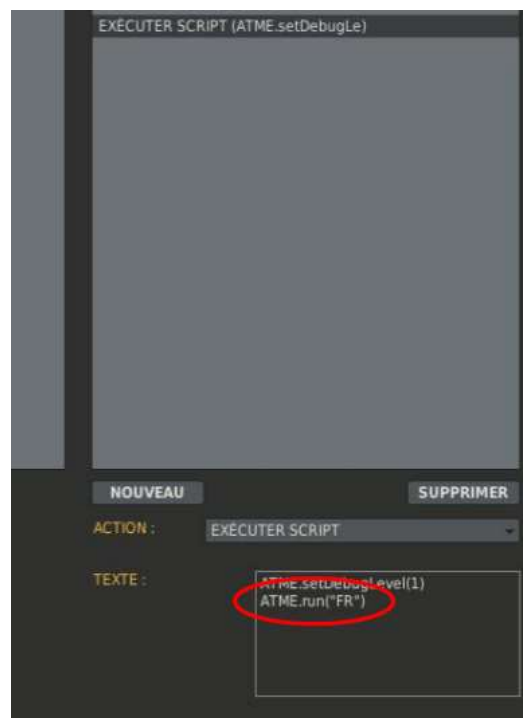 EXÉCUTER SCRIPT (ATME.setDebugLe)
NOUVEAU SUPPRIMER
ACTION : EXÉCUTER SCRIPT
TEXTE : ATME.setDebugLevel(1)
ATME.run("FR")